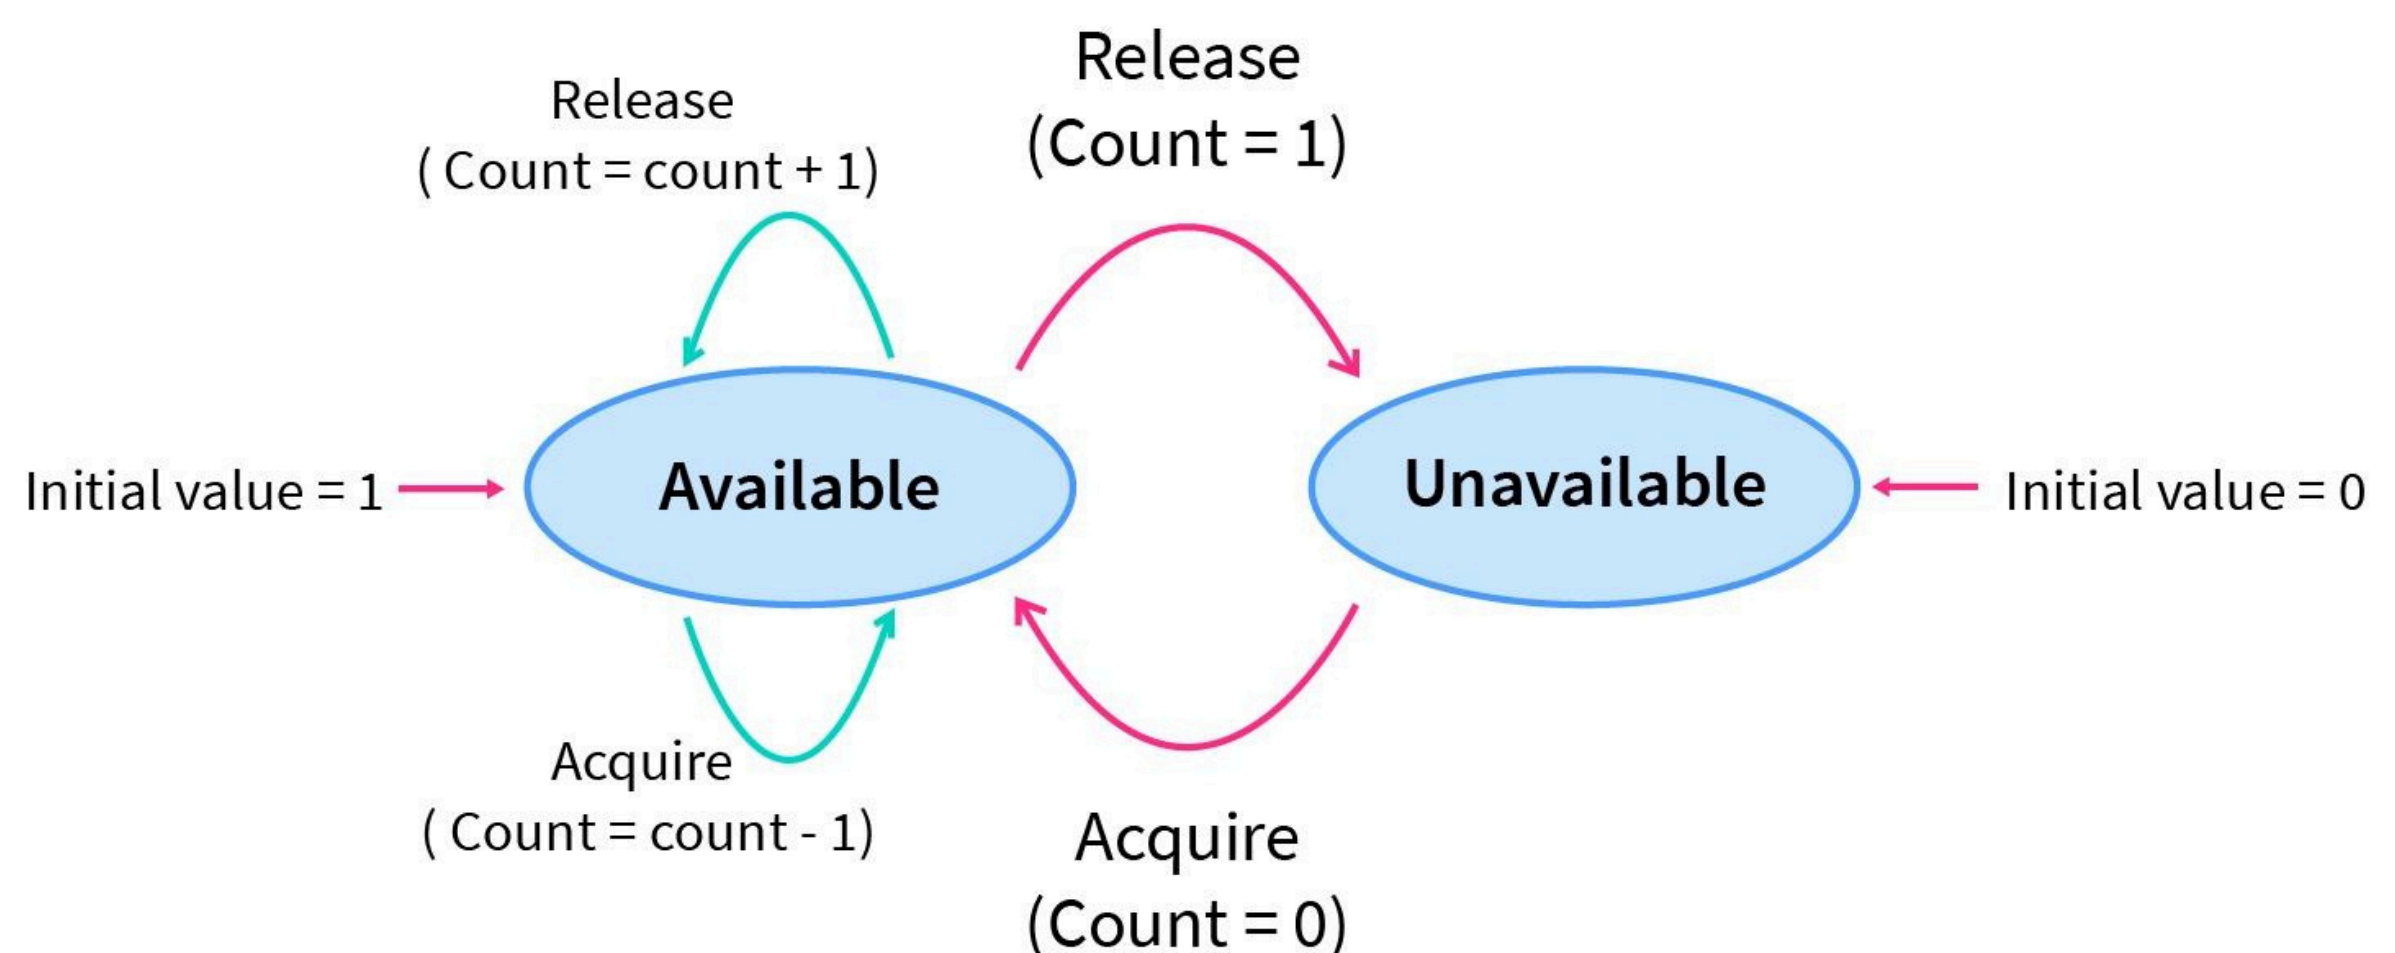 Release
(Count = 1)
Release
( Count = count + 1)
Initial value = 1
Available
Unavailable
Initial value = 0
Acquire
( Count = count - 1)
Acquire
(Count = 0)